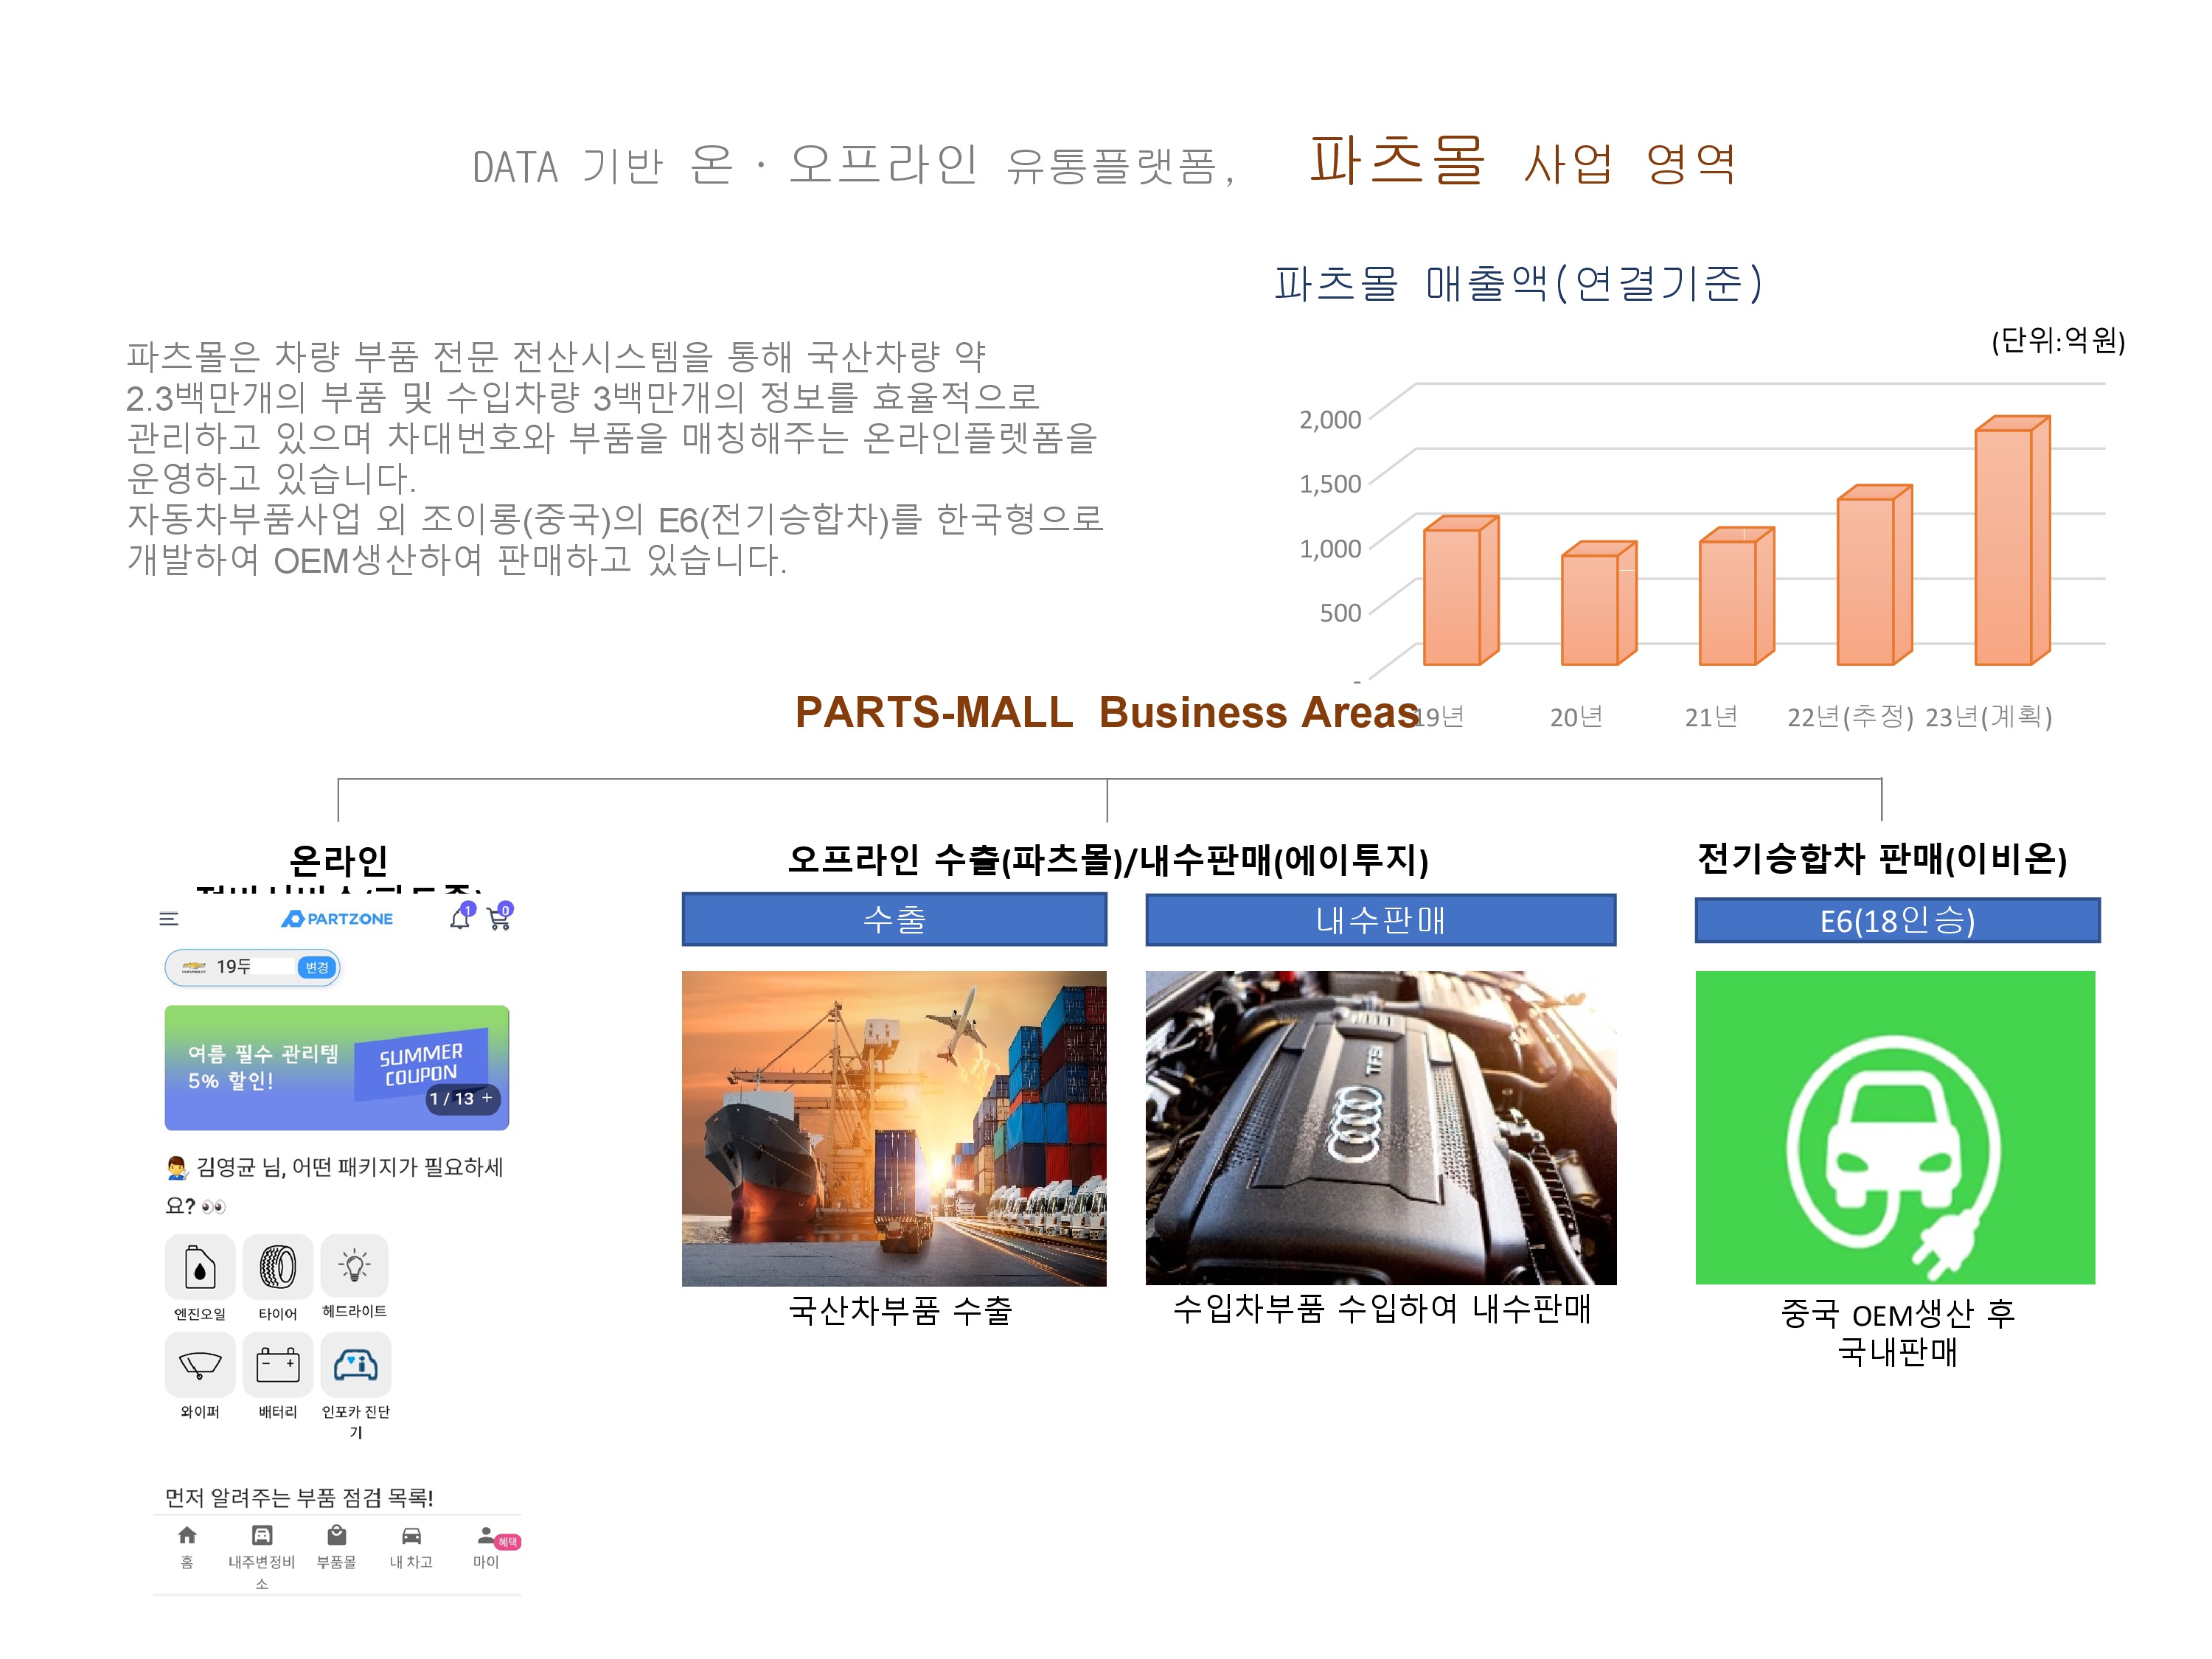 DATA 기반 온 · 오프라인 유통플랫폼, 파츠몰 사업 영역
파츠몰 매출액(연결기준)
(단위:억원)
파츠몰은 차량 부품 전문 전산시스템을 통해 국산차량 약
2.3백만개의 부품 및 수입차량 3백만개의 정보를 효율적으로
관리하고 있으며 차대번호와 부품을 매칭해주는 온라인플렛폼을
운영하고 있습니다.
자동차부품사업 외 조이롱(중국)의 E6(전기승합차)를 한국형으로
개발하여 OEM생산하여 판매하고 있습니다.
2,000
1,500
1,000
500
-
19년 20년 21년 22년(추정) 23년(계획)
PARTS-MALL Business Areas
온라인
오프라인 수출(파츠몰)/내수판매(에이투지)
전기승합차 판매(이비온)
수출
내수판매
E6(18인승)
PARTZONE
1
0
CHEVROLET
19두
변경
여름 필수 관리템
5% 할인!
SUMMER
COUPON
1 / 13 +
김영균 님, 어떤 패키지가 필요하세
요?
엔진오일 타이어 헤드라이트
와이퍼 배터리 인포카 진단
기
먼저 알려주는 부품 점검 목록!
혜택
홈 내주변정비 부품몰 내 차고 마이
소
TFSI
국산차부품 수출
수입차부품 수입하여 내수판매
중국 OEM생산 후
국내판매